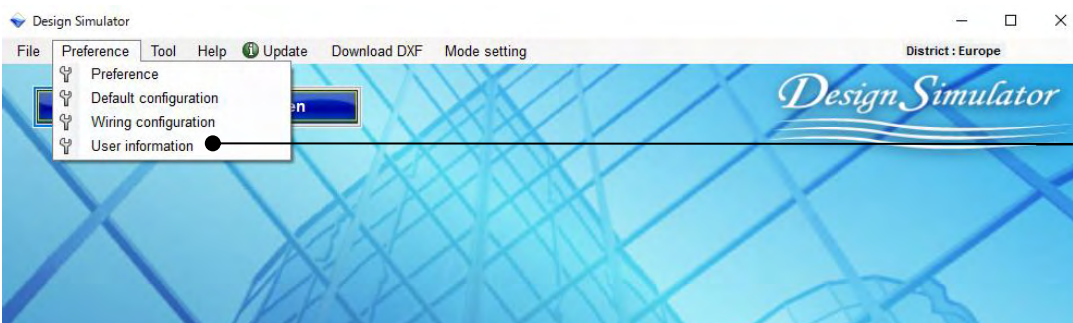 Design Simulator
File Preference Tool Help Update Download DXF Mode setting District : Europe
Preference
Default configuration
en
Wiring configuration
User information
Design Simulator